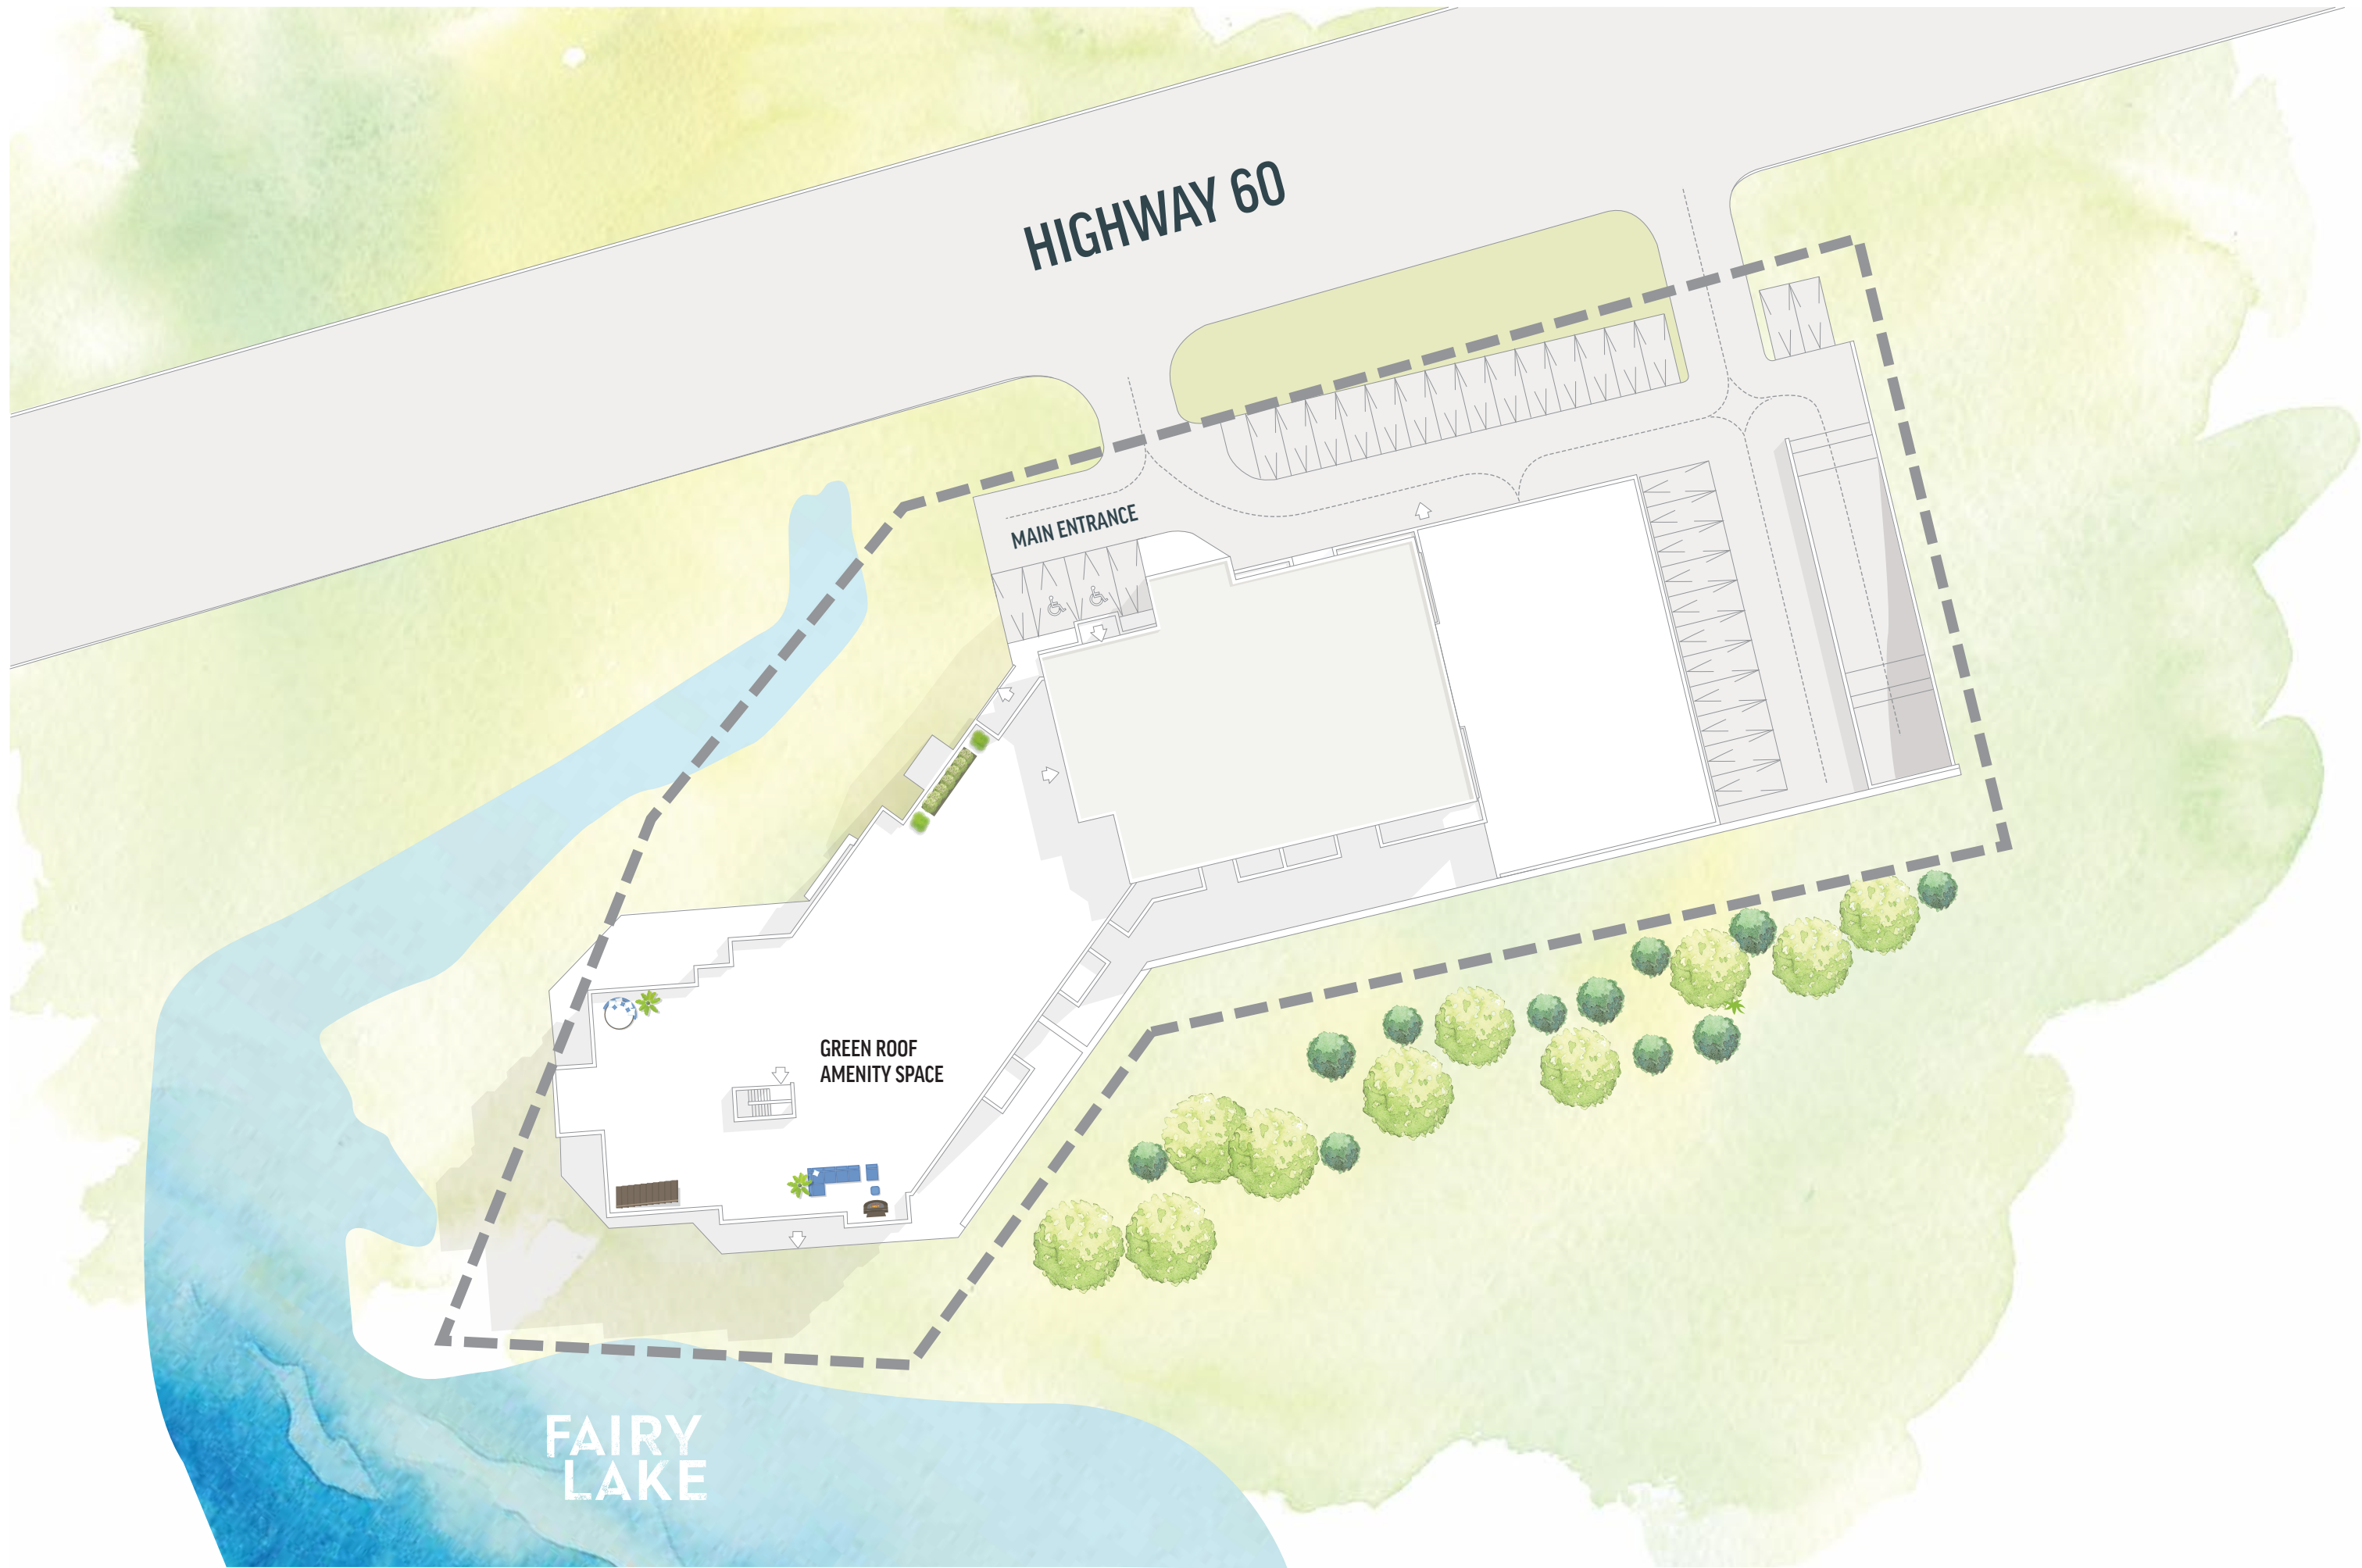 HIGHWAY 60
MAIN ENTRANCE
GREEN ROOF
AMENITY SPACE
FAIRY
LAKE